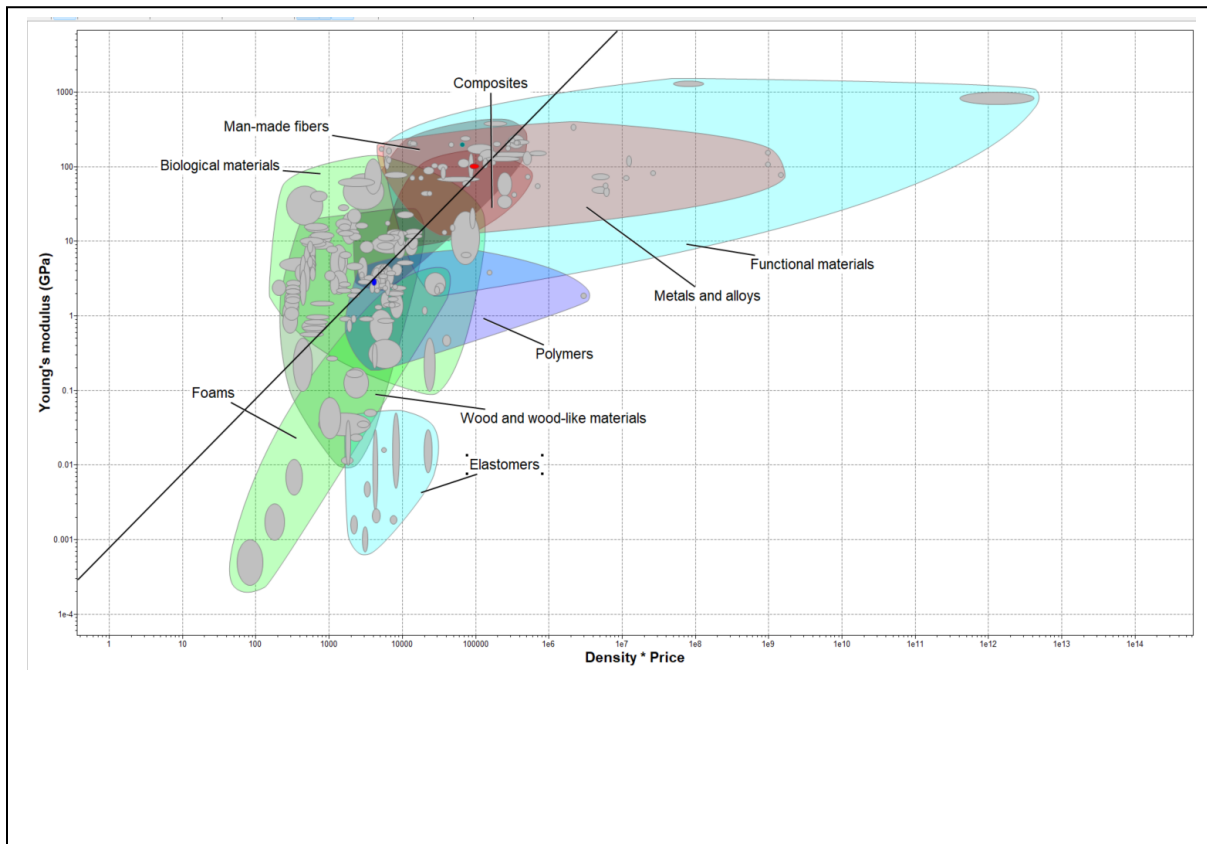 Composites
Man-made fibers
Biological materials
Functional materials
Metals and alloys
Polymers
Foams
Wood and wood-like materials
Elastomers
Young's modulus (GPa)
1000
100
10
1
0.1
0.01
0.001
1e-4
1 10 100 1000 10000 100000 1e6 1e7 1e8 1e9 1e10 1e11 1e12 1e13 1e14
Density * Price